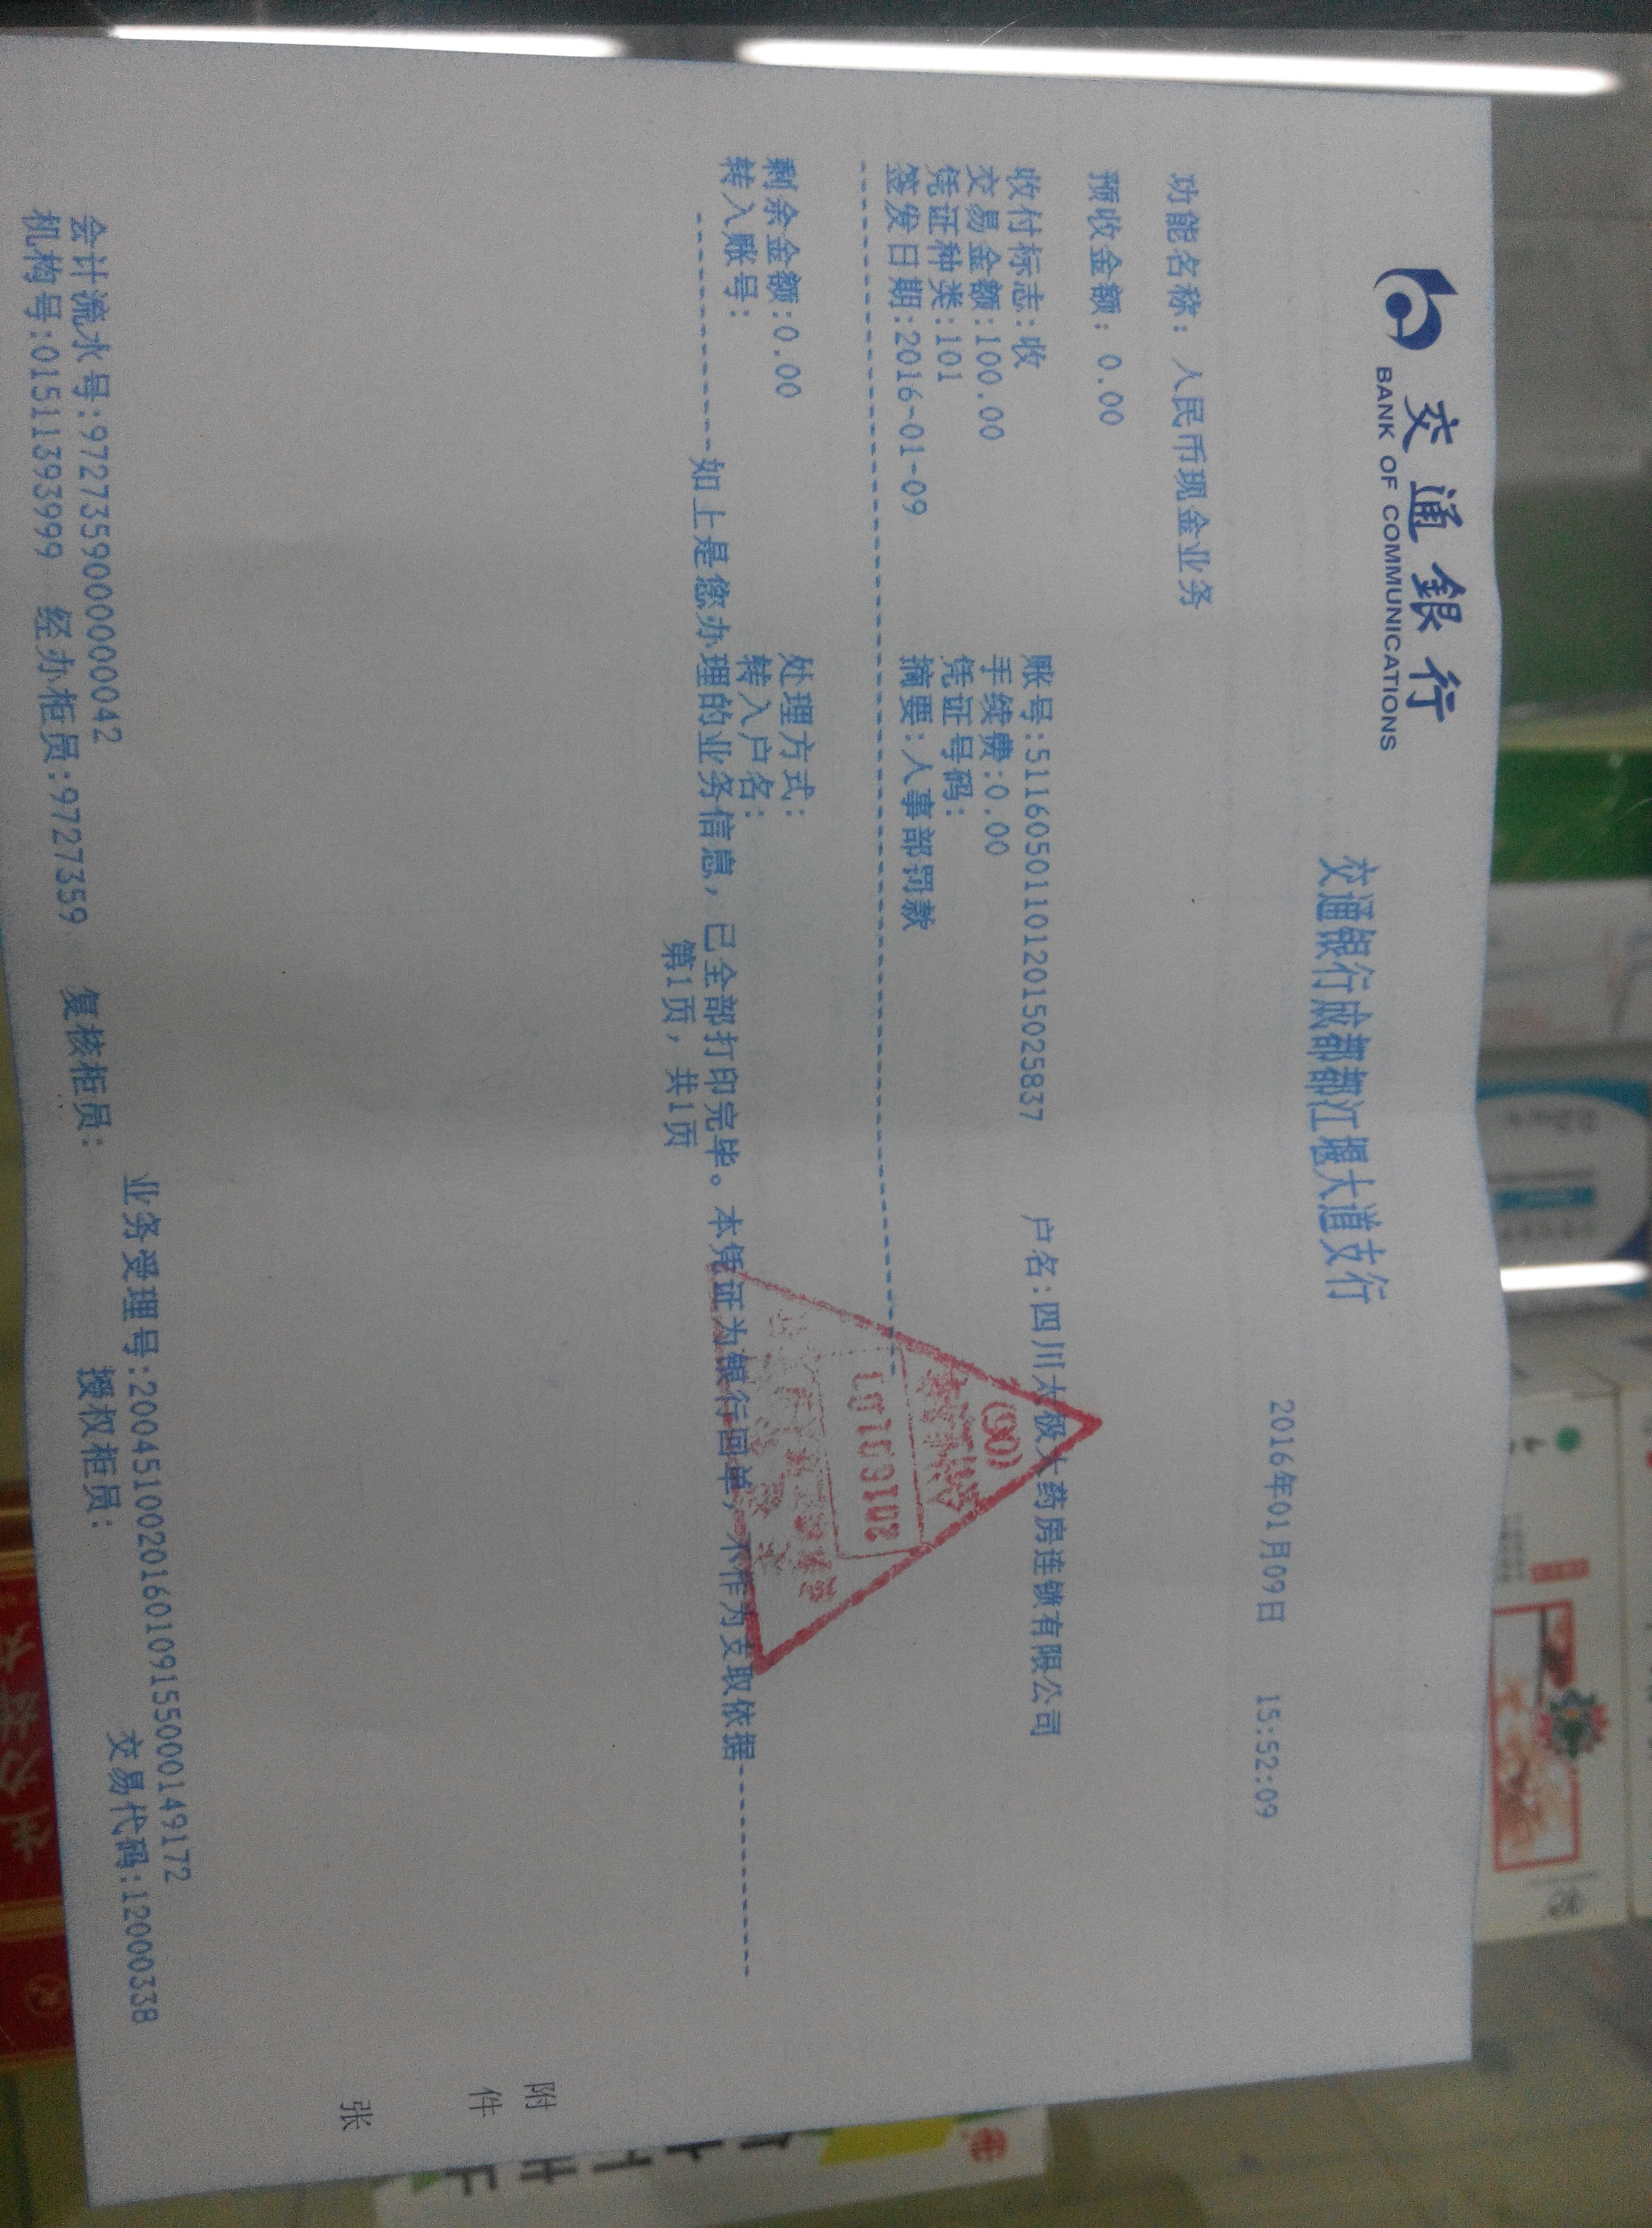 交通銀行
BANK OF COMMUNICATIONS
交通银行成都都江堰大道支行
2016年01月09日 15:52:09
功能名称: 人民币现金业务
预收金额: 0.00
收付标志:收 账号:511605011012015025837 户名:四川太极大药房连锁有限公司
交易金额:100.00 手续费:0.00
凭证种类:101 凭证号码:
签发日期:2016-01-09 摘要:人事部罚款
剩余金额:0.00 处理方式:
转入账号: 转入户名:
如上是您办理的业务信息, 已全部打印完毕。本凭证为银行回单, 不作为支取依据
第1页, 共1页
(06)
20160107
附件 张
业务受理号:20045100201601091550001491​72
会计流水号:9727359000000042
授权柜员: 交易代码:12000338
机构号:01511393999 经办柜员:9727359 复核柜员: